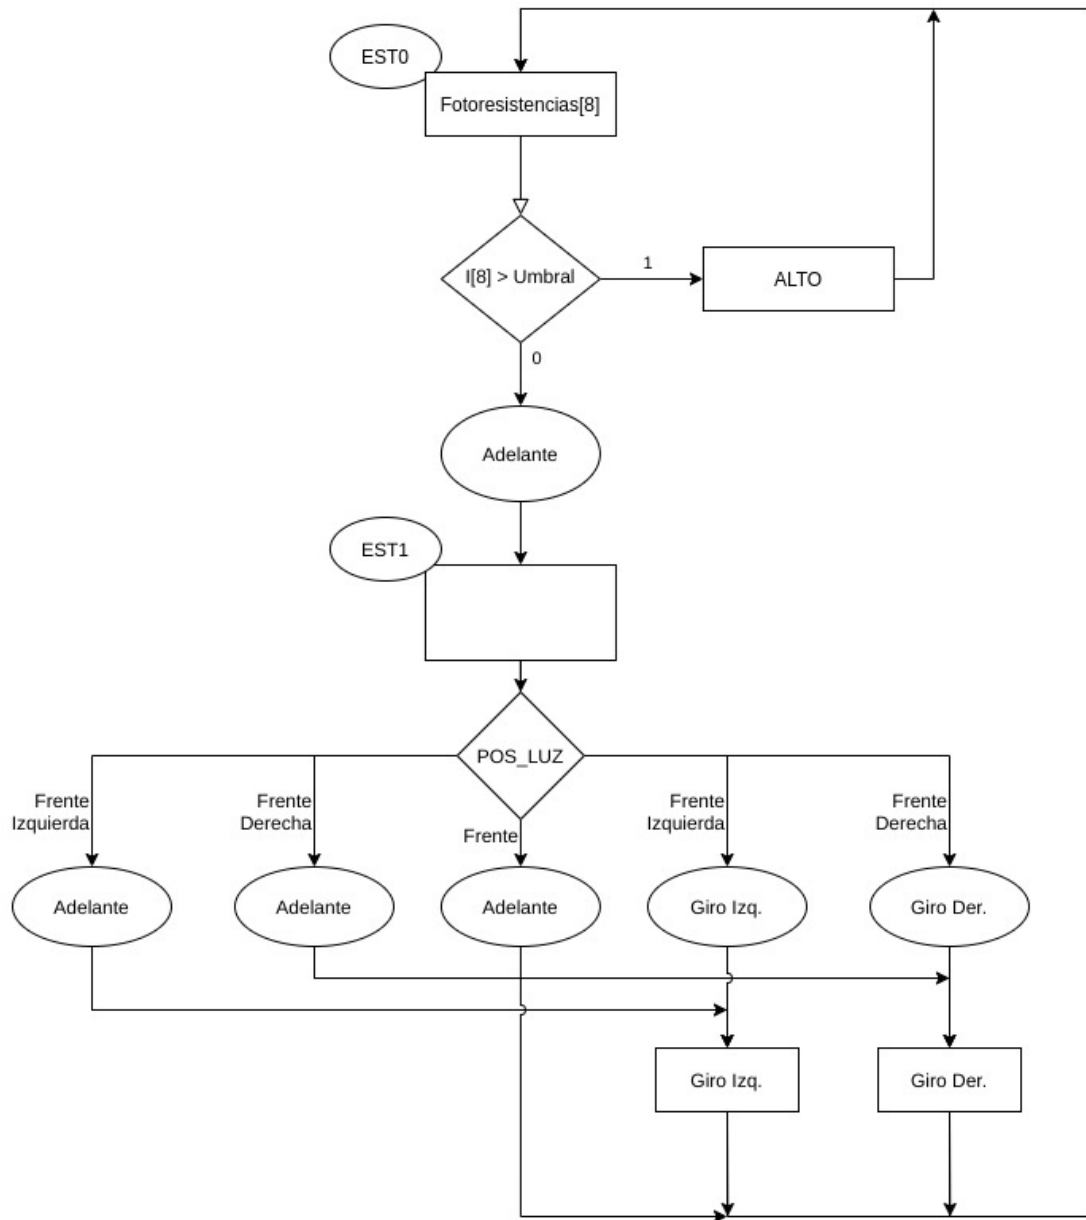 EST0
Fotoresistencias[8]
I[8] > Umbral
1
ALTO
0
Adelante
EST1
POS_LUZ
Frente
Izquierda
Frente
Derecha
Frente
Frente
Izquierda
Frente
Derecha
Adelante
Adelante
Adelante
Giro Izq.
Giro Der.
Giro Izq.
Giro Der.